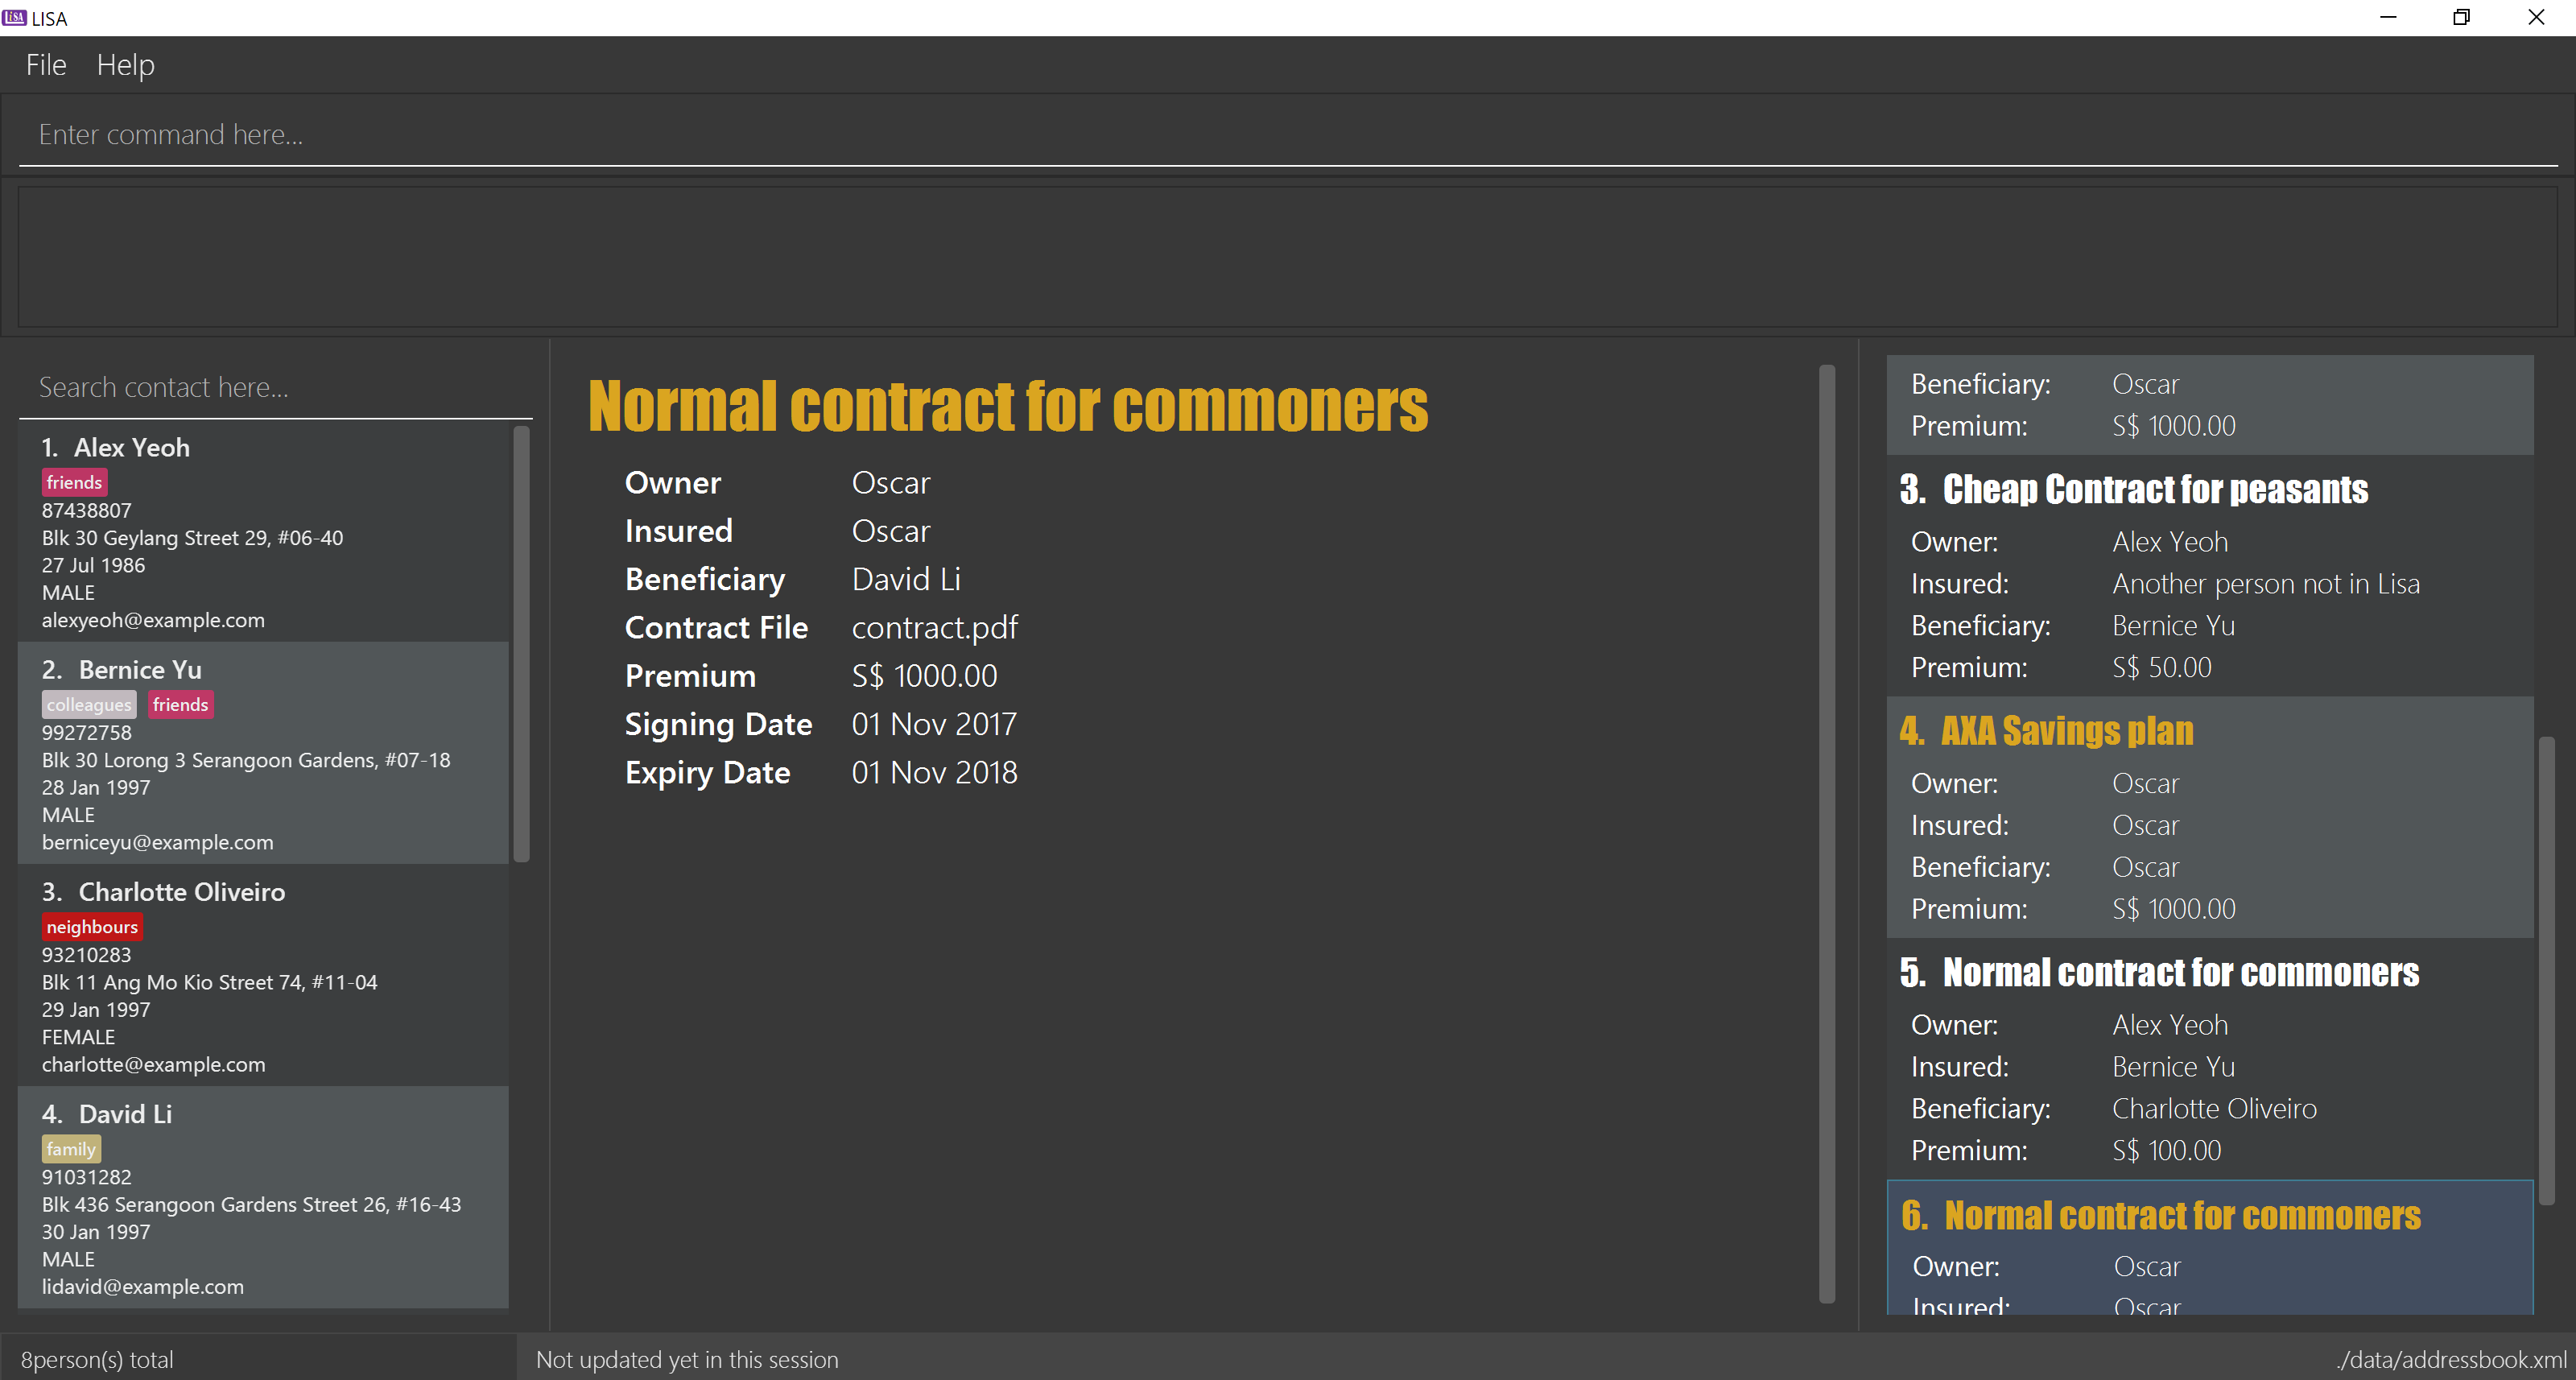 LISA LISA
File Help
Enter command here...
Search contact here...
1. Alex Yeoh
friends
87438807
Blk 30 Geylang Street 29, #06-40
27 Jul 1986
MALE
alexyeoh@example.com
2. Bernice Yu
colleagues friends
99272758
Blk 30 Lorong 3 Serangoon Gardens, #07-18
28 Jan 1997
MALE
berniceyu@example.com
3. Charlotte Oliveiro
neighbours
93210283
Blk 11 Ang Mo Kio Street 74, #11-04
29 Jan 1997
FEMALE
charlotte@example.com
4. David Li
family
91031282
Blk 436 Serangoon Gardens Street 26, #16-43
30 Jan 1997
MALE
lidavid@example.com
Normal contract for commoners
Owner Oscar
Insured Oscar
Beneficiary David Li
Contract File contract.pdf
Premium S$ 1000.00
Signing Date 01 Nov 2017
Expiry Date 01 Nov 2018
Beneficiary: Oscar
Premium: S$ 1000.00
3. Cheap Contract for peasants
Owner: Alex Yeoh
Insured: Another person not in Lisa
Beneficiary: Bernice Yu
Premium: S$ 50.00
4. AXA Savings plan
Owner: Oscar
Insured: Oscar
Beneficiary: Oscar
Premium: S$ 1000.00
5. Normal contract for commoners
Owner: Alex Yeoh
Insured: Bernice Yu
Beneficiary: Charlotte Oliveiro
Premium: S$ 100.00
6. Normal contract for commoners
Owner: Oscar
Insured: Oscar
8person(s) total
Not updated yet in this session
./data/addressbook.xml